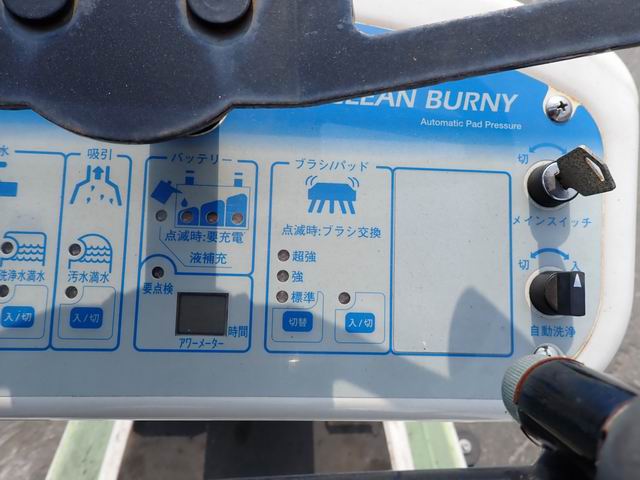 CLEAN BURNY
Automatic Pad Pressure
水
洗浄水満水
入/切
吸引
汚水満水
入/切
バッテリー
点滅時:要充電
液補充
要点検
アワーメーター
時間
ブラシ/パッド
点滅時:ブラシ交換
超強
強
標準
切替
入/切
切
メインスイッチ
切
入
自動洗浄